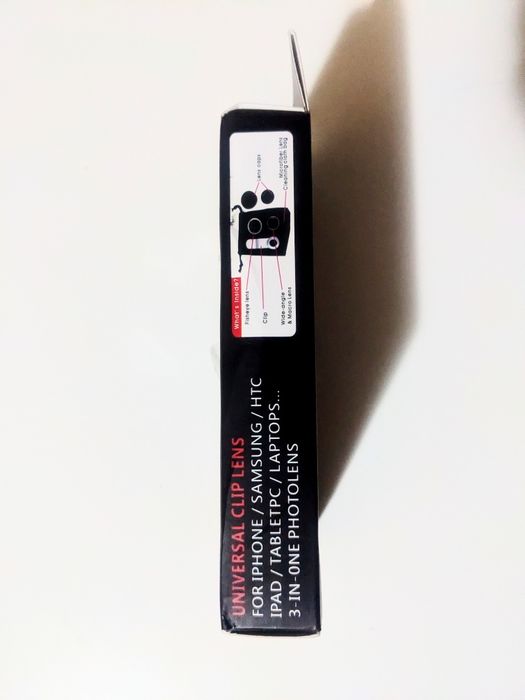 UNIVERSAL CLIP LENS
FOR IPHONE / SAMSUNG / HTC
IPAD / TABLETPC / LAPTOPS...
3-IN-ONE PHOTOLENS
What's inside?
Fisheye lens
Clip
Wide-angle
& Macro Lens
Lens caps
Microfiber Lens
Cleaning cloth bag